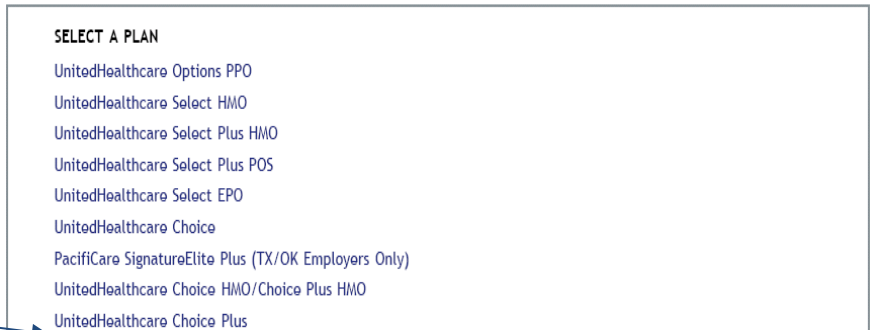 SELECT A PLAN
UnitedHealthcare Options PPO
UnitedHealthcare Select HMO
UnitedHealthcare Select Plus HMO
UnitedHealthcare Select Plus POS
UnitedHealthcare Select EPO
UnitedHealthcare Choice
PacifiCare SignatureElite Plus (TX/OK Employers Only)
UnitedHealthcare Choice HMO/Choice Plus HMO
UnitedHealthcare Choice Plus